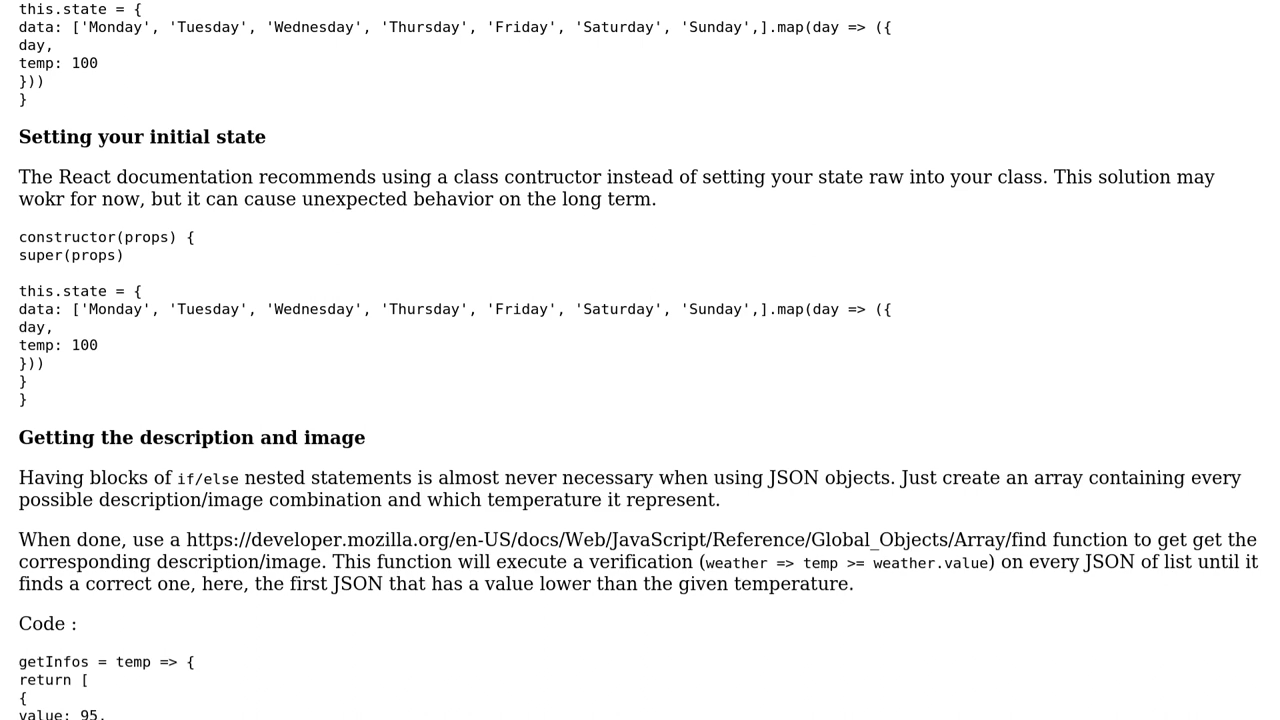 this.state = {
data: ['Monday', 'Tuesday', 'Wednesday', 'Thursday', 'Friday', 'Saturday', 'Sunday',].map(day => ({
day,
temp: 100
}))
}
Setting your initial state
The React documentation recommends using a class contructor instead of setting your state raw into your class. This solution may
wokr for now, but it can cause unexpected behavior on the long term.
constructor(props) {
super(props)
this.state = {
data: ['Monday', 'Tuesday', 'Wednesday', 'Thursday', 'Friday', 'Saturday', 'Sunday',].map(day => ({
day,
temp: 100
}))
}
}
Getting the description and image
Having blocks of if/else nested statements is almost never necessary when using JSON objects. Just create an array containing every
possible description/image combination and which temperature it represent.
When done, use a https://developer.mozilla.org/en-US/docs/Web/JavaScript/Reference/Global_Objects/Array/find function to get get the
corresponding description/image. This function will execute a verification (weather => temp >= weather.value) on every JSON of list until it
finds a correct one, here, the first JSON that has a value lower than the given temperature.
Code :
getInfos = temp => {
return [
{
value: 95,